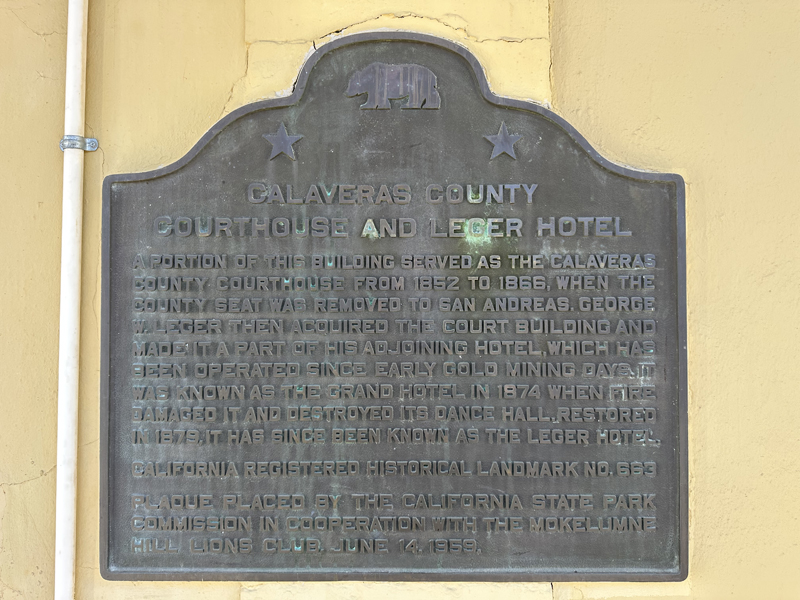 CALAVERAS COUNTY
COURTHOUSE AND LEGER HOTEL
A PORTION OF THIS BUILDING SERVED AS THE CALAVERAS
COUNTY COURTHOUSE FROM 1852 TO 1866, WHEN THE
COUNTY SEAT WAS REMOVED TO SAN ANDREAS. GEORGE
W. LEGER THEN ACQUIRED THE COURT BUILDING AND
MADE IT A PART OF HIS ADJOINING HOTEL, WHICH HAS
BEEN OPERATED SINCE EARLY GOLD MINING DAYS. IT
WAS KNOWN AS THE GRAND HOTEL IN 1874 WHEN FIRE
DAMAGED IT AND DESTROYED ITS DANCE HALL. RESTORED
IN 1879, IT HAS SINCE BEEN KNOWN AS THE LEGER HOTEL.
CALIFORNIA REGISTERED HISTORICAL LANDMARK NO. 663
PLAQUE PLACED BY THE CALIFORNIA STATE PARK
COMMISSION IN COOPERATION WITH THE MOKELUMNE
HILL LIONS CLUB, JUNE 14, 1959.